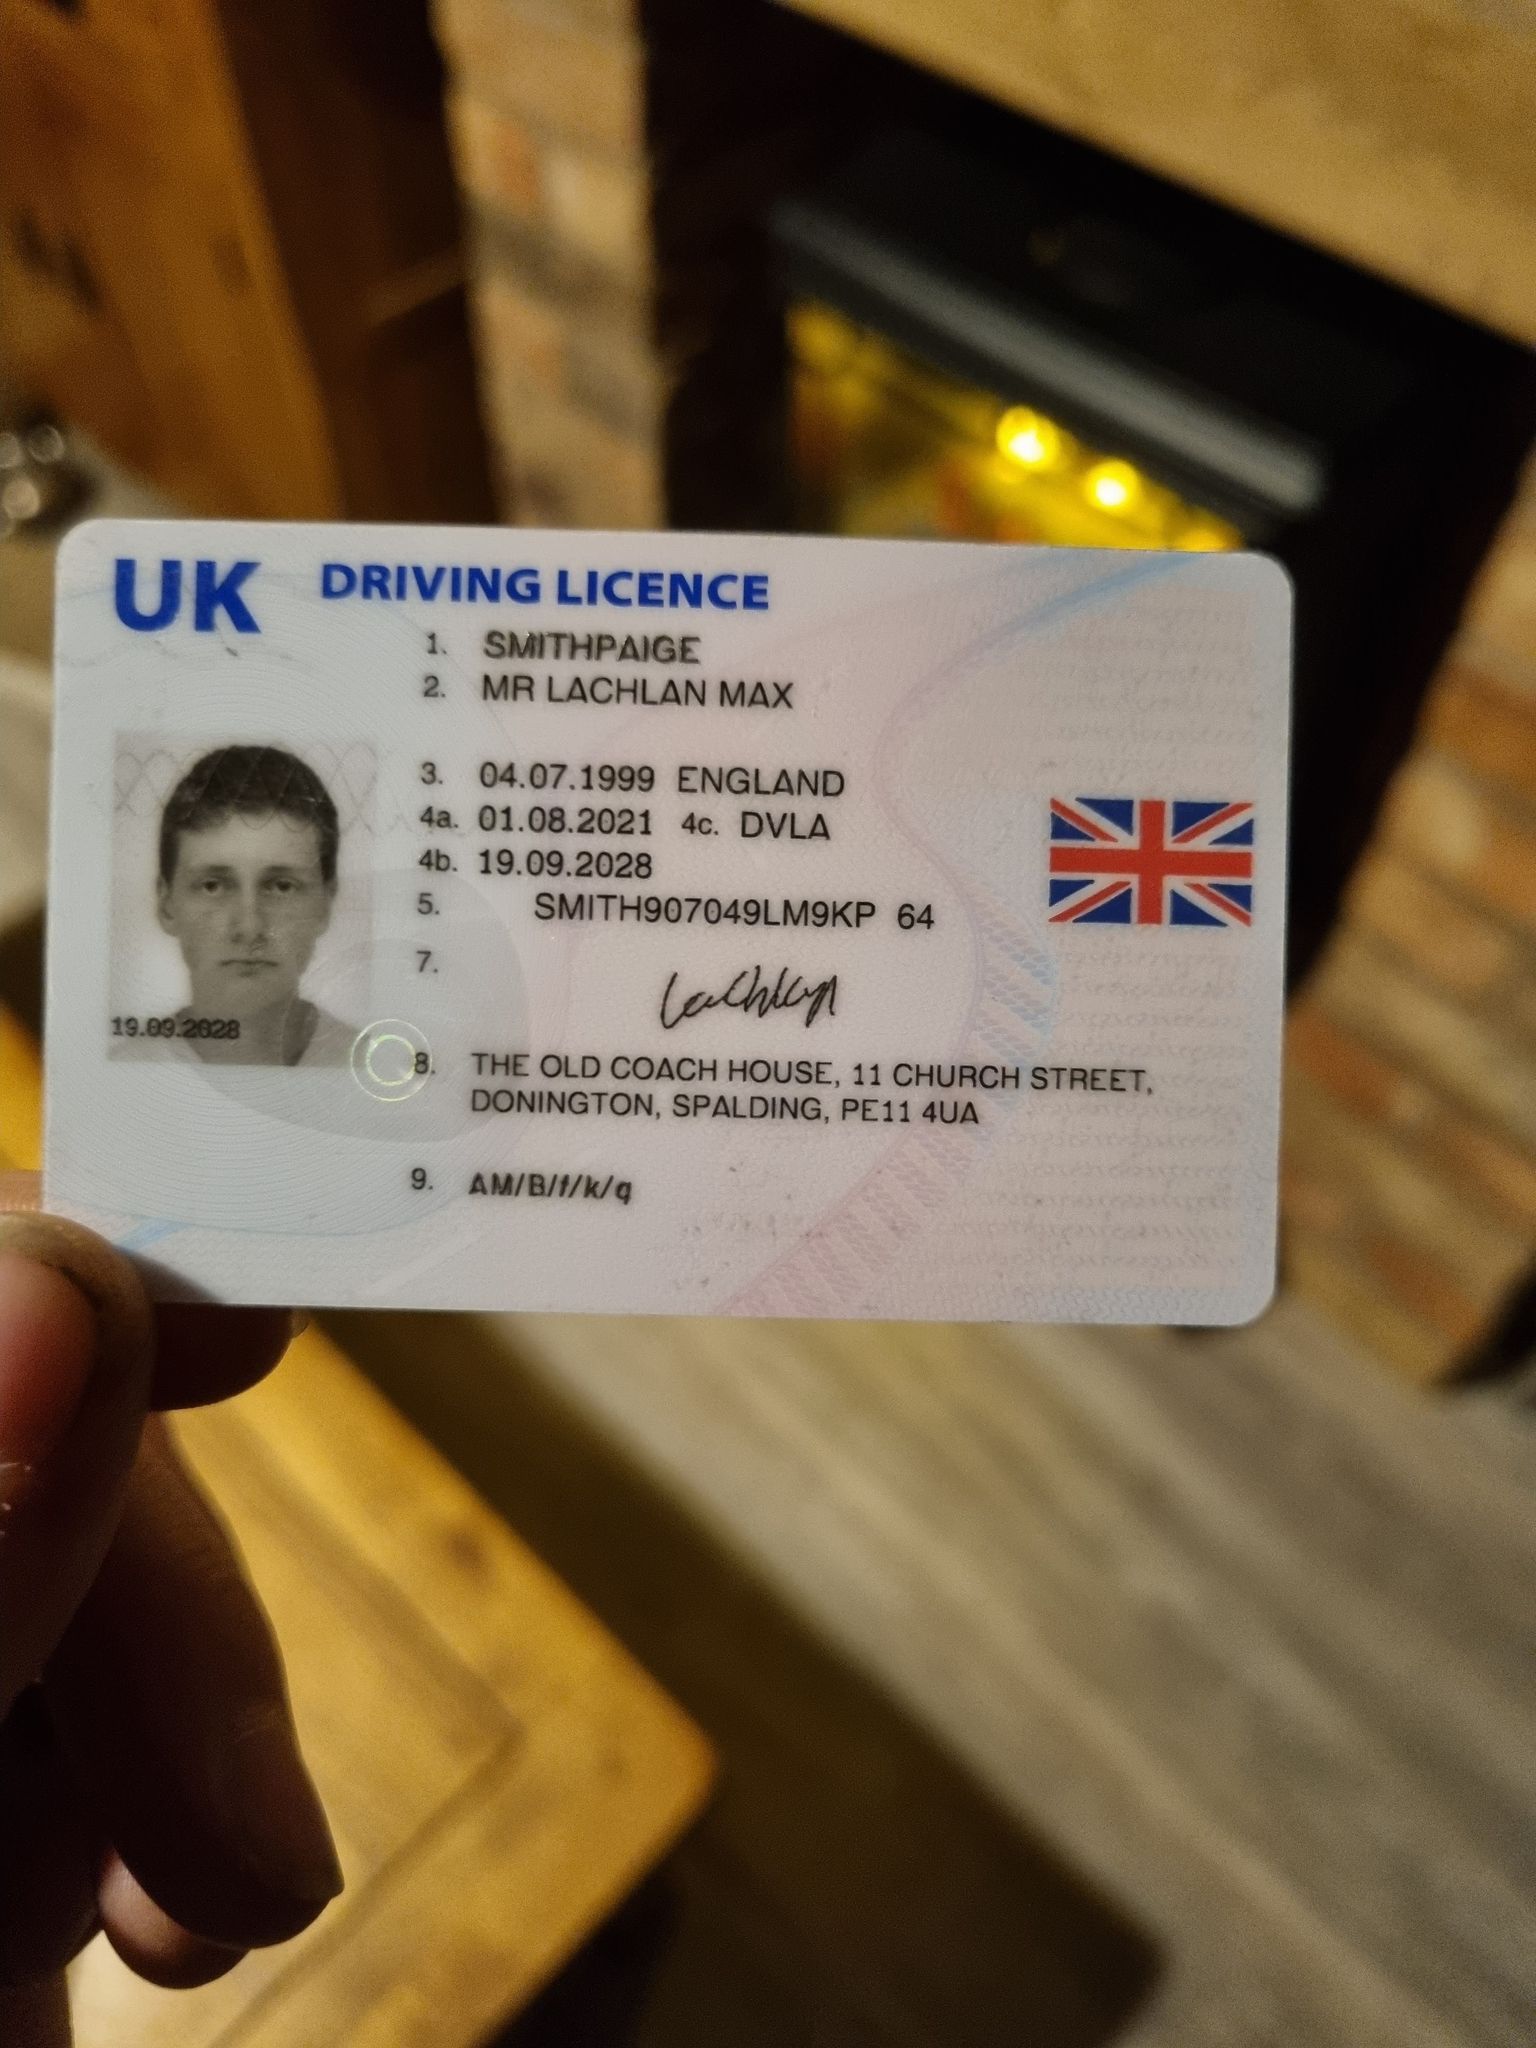 UK DRIVING LICENCE
1. SMITHPAIGE
2. MR LACHLAN MAX
3. 04.07.1999 ENGLAND
4a. 01.08.2021 4c. DVLA
4b. 19.09.2028
5. SMITH907049LM9KP 64
7. Lachlan
19.09.2028
8. THE OLD COACH HOUSE, 11 CHURCH STREET,
DONINGTON, SPALDING, PE11 4UA
9. AM/B/f/k/q